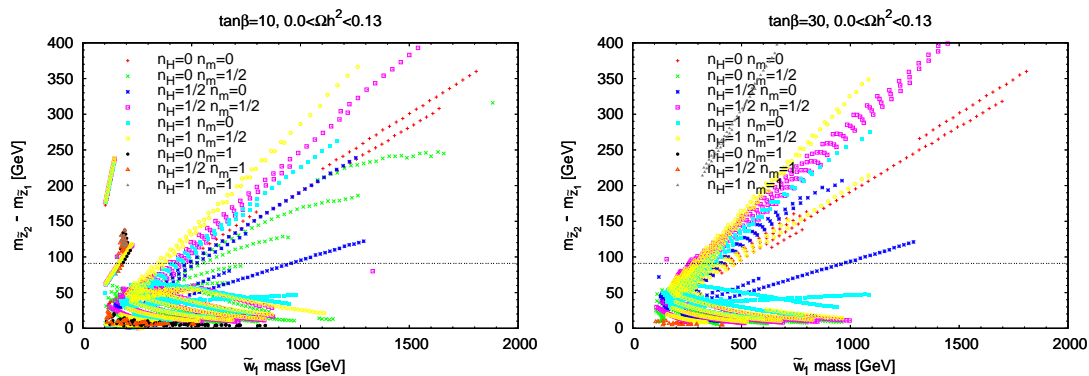 tanβ=10, 0.0<Ωh²<0.13
m_z̃₂ - m_z̃₁ [GeV]
400
350
300
250
200
150
100
50
0
n_H=0 n_m=0
n_H=0 n_m=1/2
n_H=1/2 n_m=0
n_H=1/2 n_m=1/2
n_H=1 n_m=0
n_H=1 n_m=1/2
n_H=0 n_m=1
n_H=1/2 n_m=1
n_H=1 n_m=1
0 500 1000 1500 2000
w̃₁ mass [GeV]
tanβ=30, 0.0<Ωh²<0.13
m_z̃₂ - m_z̃₁ [GeV]
400
350
300
250
200
150
100
50
0
n_H=0 n_m=0
n_H=0 n_m=1/2
n_H=1/2 n_m=0
n_H=1/2 n_m=1/2
n_H=1 n_m=0
n_H=1 n_m=1/2
n_H=0 n_m=1
n_H=1/2 n_m=1
n_H=1 n_m=1
0 500 1000 1500 2000
w̃₁ mass [GeV]